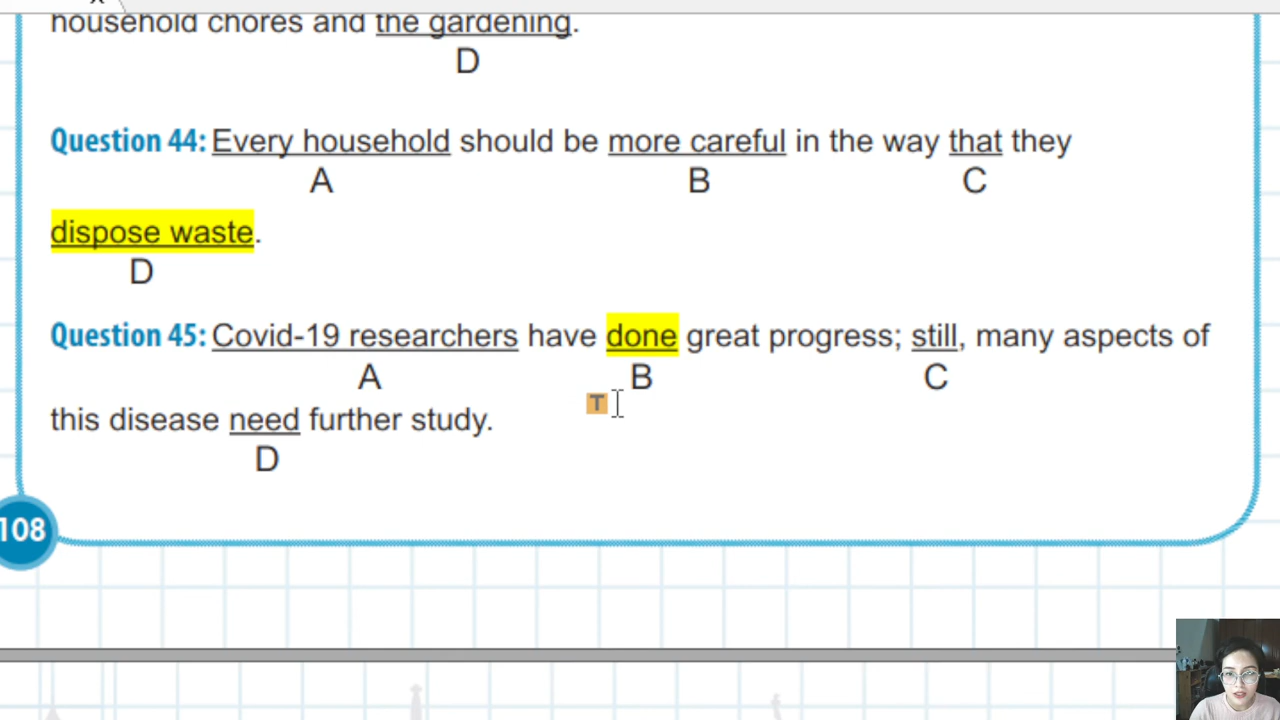 household chores and the gardening.
D
Question 44: Every household should be more careful in the way that they
A B C
dispose waste.
D
Question 45: Covid-19 researchers have done great progress; still, many aspects of
A B C
T
this disease need further study.
D
108